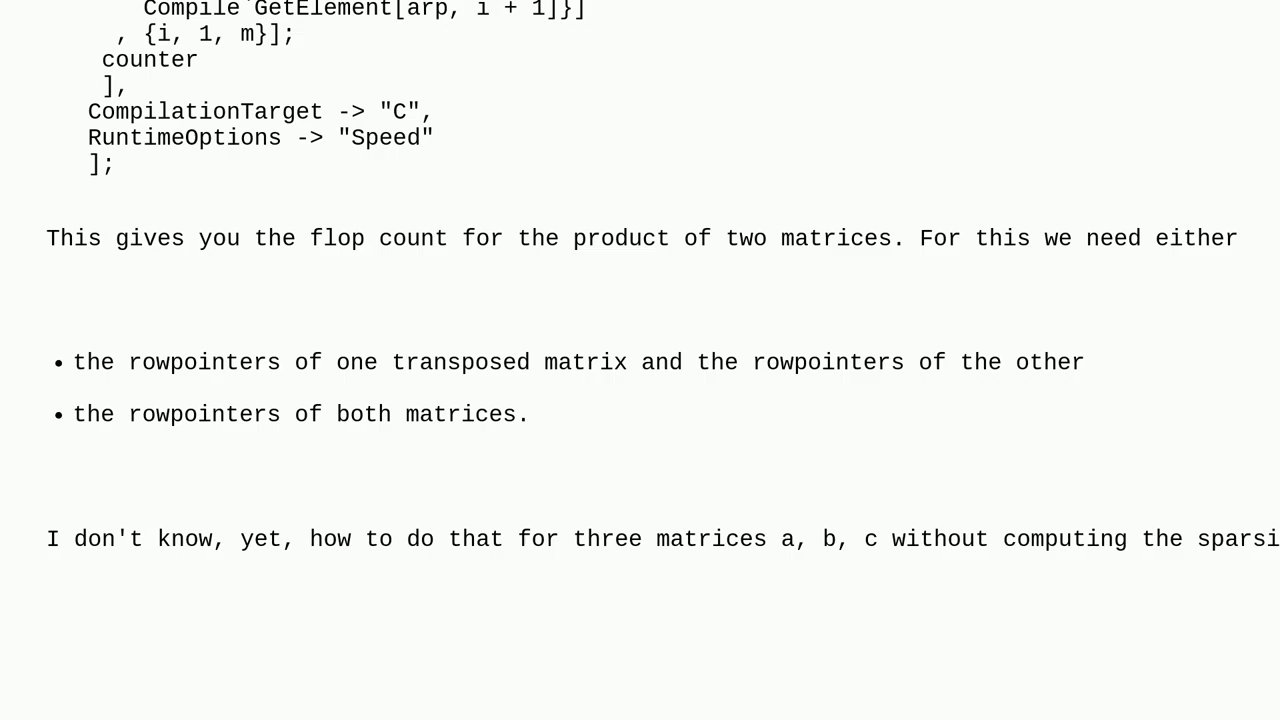 Compile`GetElement[arp, i + 1]}]
, {i, 1, m}];
counter
],
CompilationTarget -> "C",
RuntimeOptions -> "Speed"
];
This gives you the flop count for the product of two matrices. For this we need either
• the rowpointers of one transposed matrix and the rowpointers of the other
• the rowpointers of both matrices.
I don't know, yet, how to do that for three matrices a, b, c without computing the sparsi